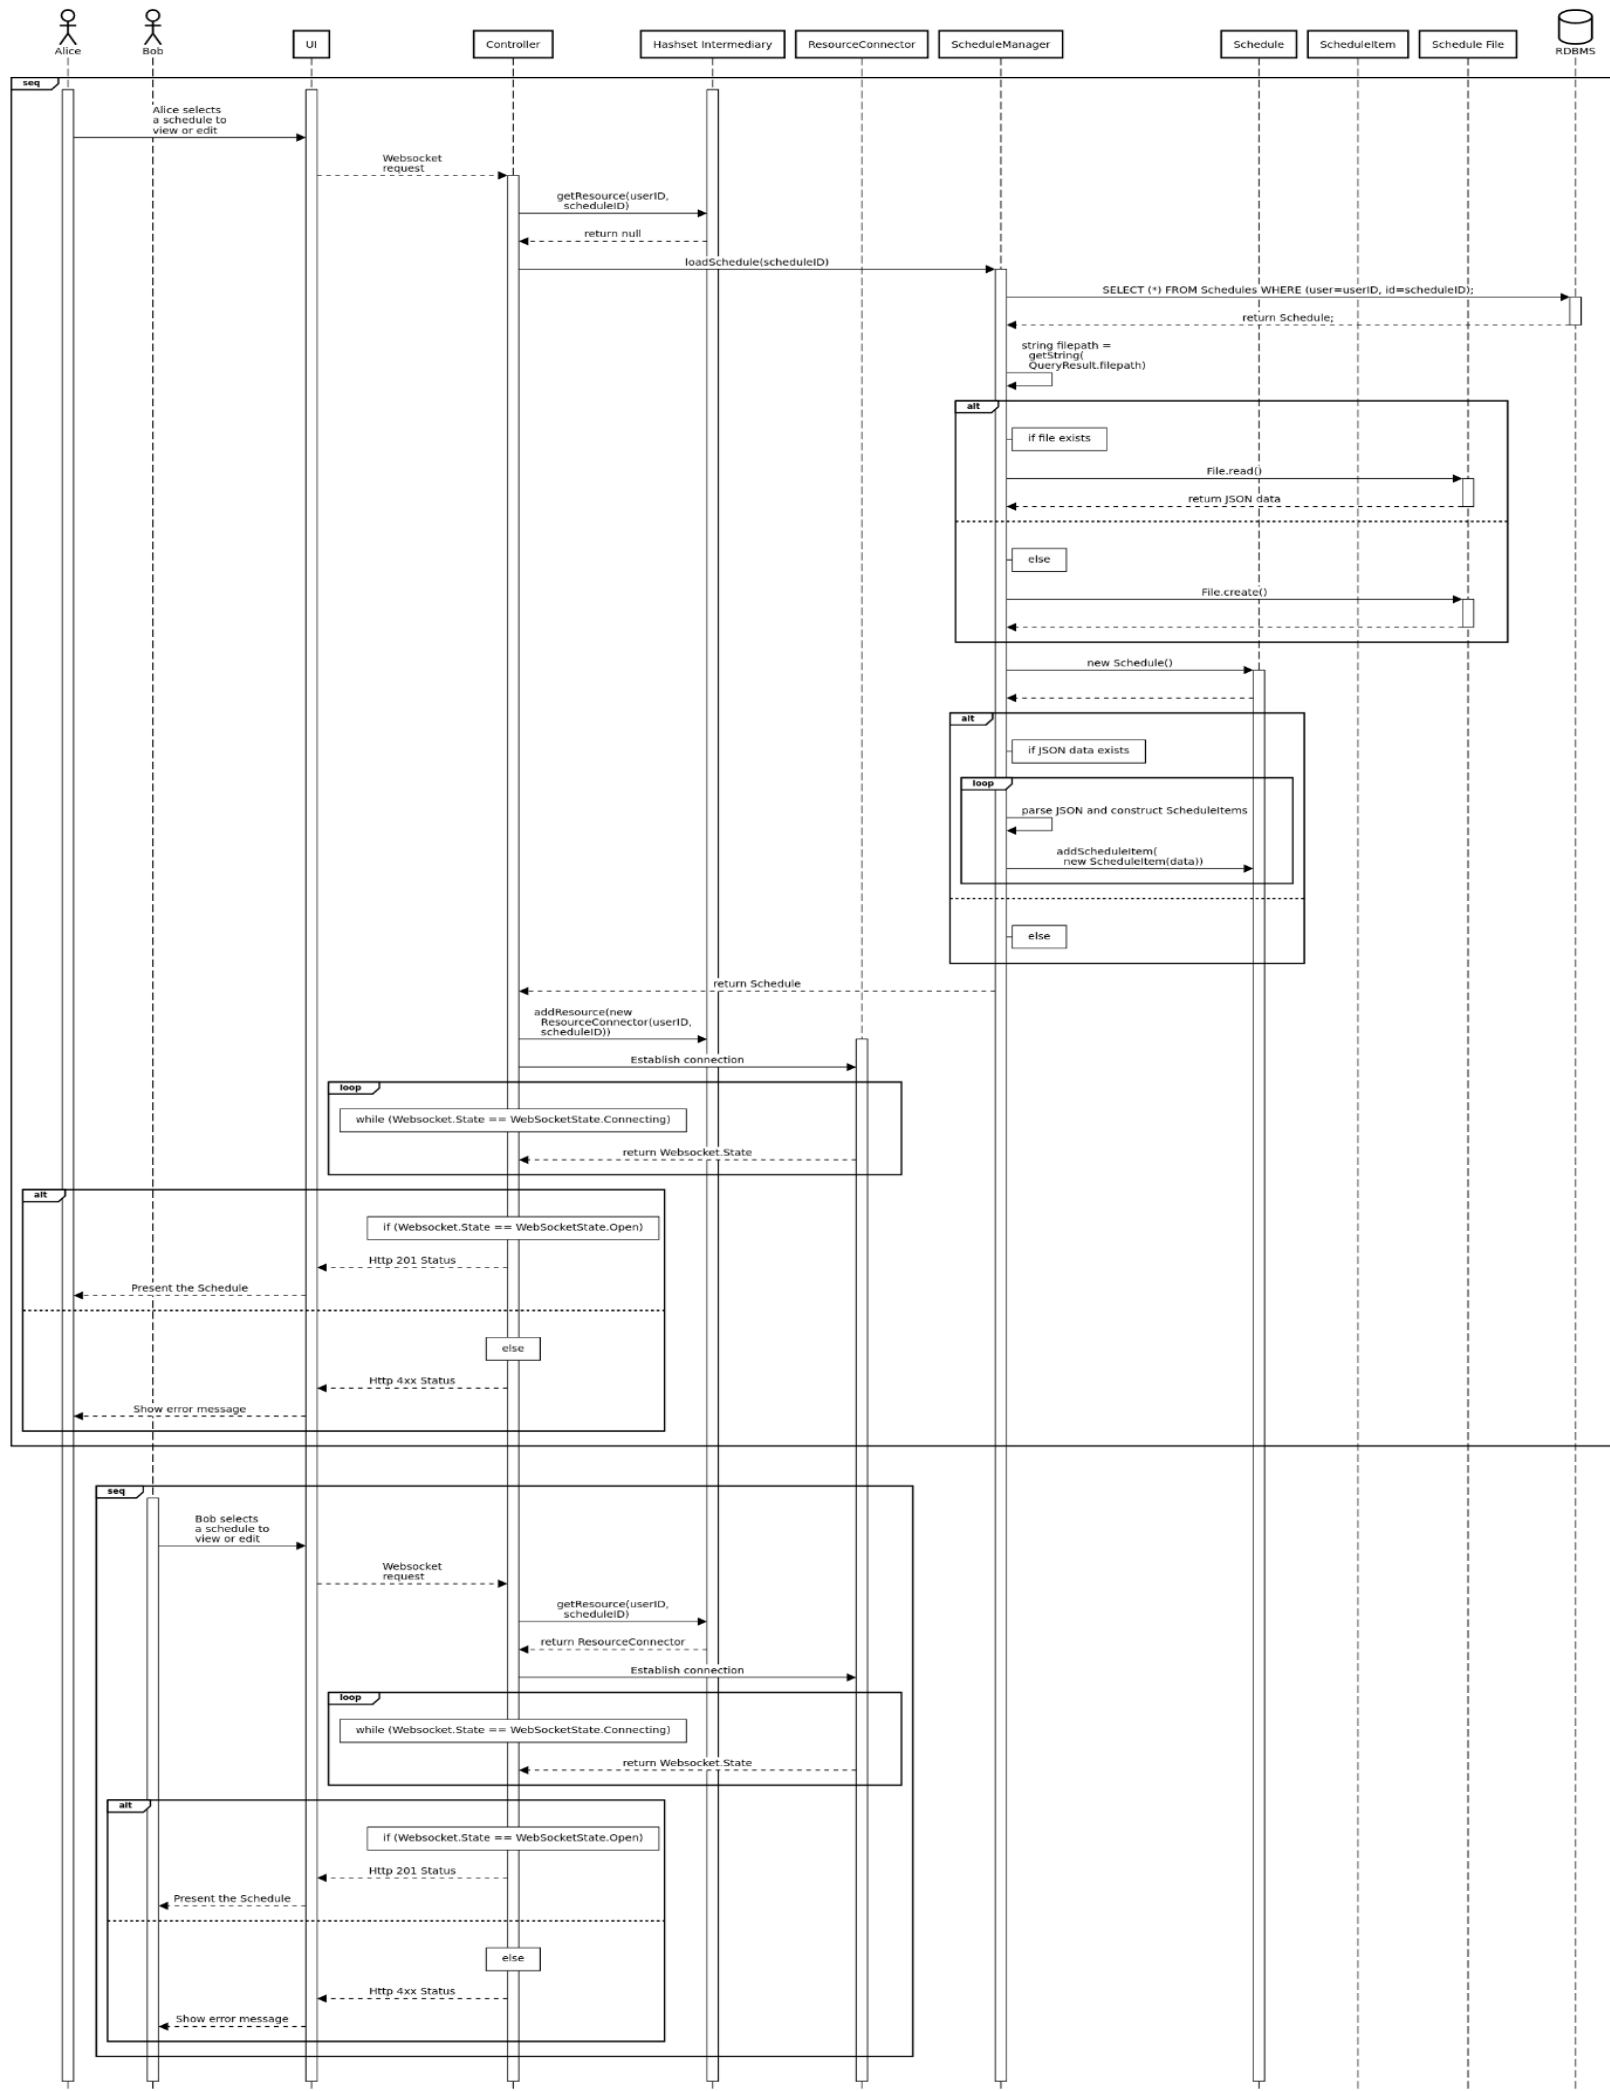 Alice
Bob
UI
Controller
Hashset Intermediary
ResourceConnector
ScheduleManager
Schedule
ScheduleItem
Schedule File
RDBMS
seq
Alice selects
a schedule to
view or edit
Websocket
request
getResource(userID,
scheduleID)
return null
loadSchedule(scheduleID)
SELECT (*) FROM Schedules WHERE (user=userID, id=scheduleID);
return Schedule;
string filepath =
getString(
QueryResult.filepath)
alt
if file exists
File.read()
return JSON data
else
File.create()
new Schedule()
alt
if JSON data exists
loop
parse JSON and construct ScheduleItems
addScheduleItem(
new ScheduleItem(data))
else
return Schedule
addResource(new
ResourceConnector(userID,
scheduleID))
Establish connection
loop
while (Websocket.State == WebSocketState.Connecting)
return Websocket.State
alt
if (Websocket.State == WebSocketState.Open)
Http 201 Status
Present the Schedule
else
Http 4xx Status
Show error message
seq
Bob selects
a schedule to
view or edit
Websocket
request
getResource(userID,
scheduleID)
return ResourceConnector
Establish connection
loop
while (Websocket.State == WebSocketState.Connecting)
return Websocket.State
alt
if (Websocket.State == WebSocketState.Open)
Http 201 Status
Present the Schedule
else
Http 4xx Status
Show error message